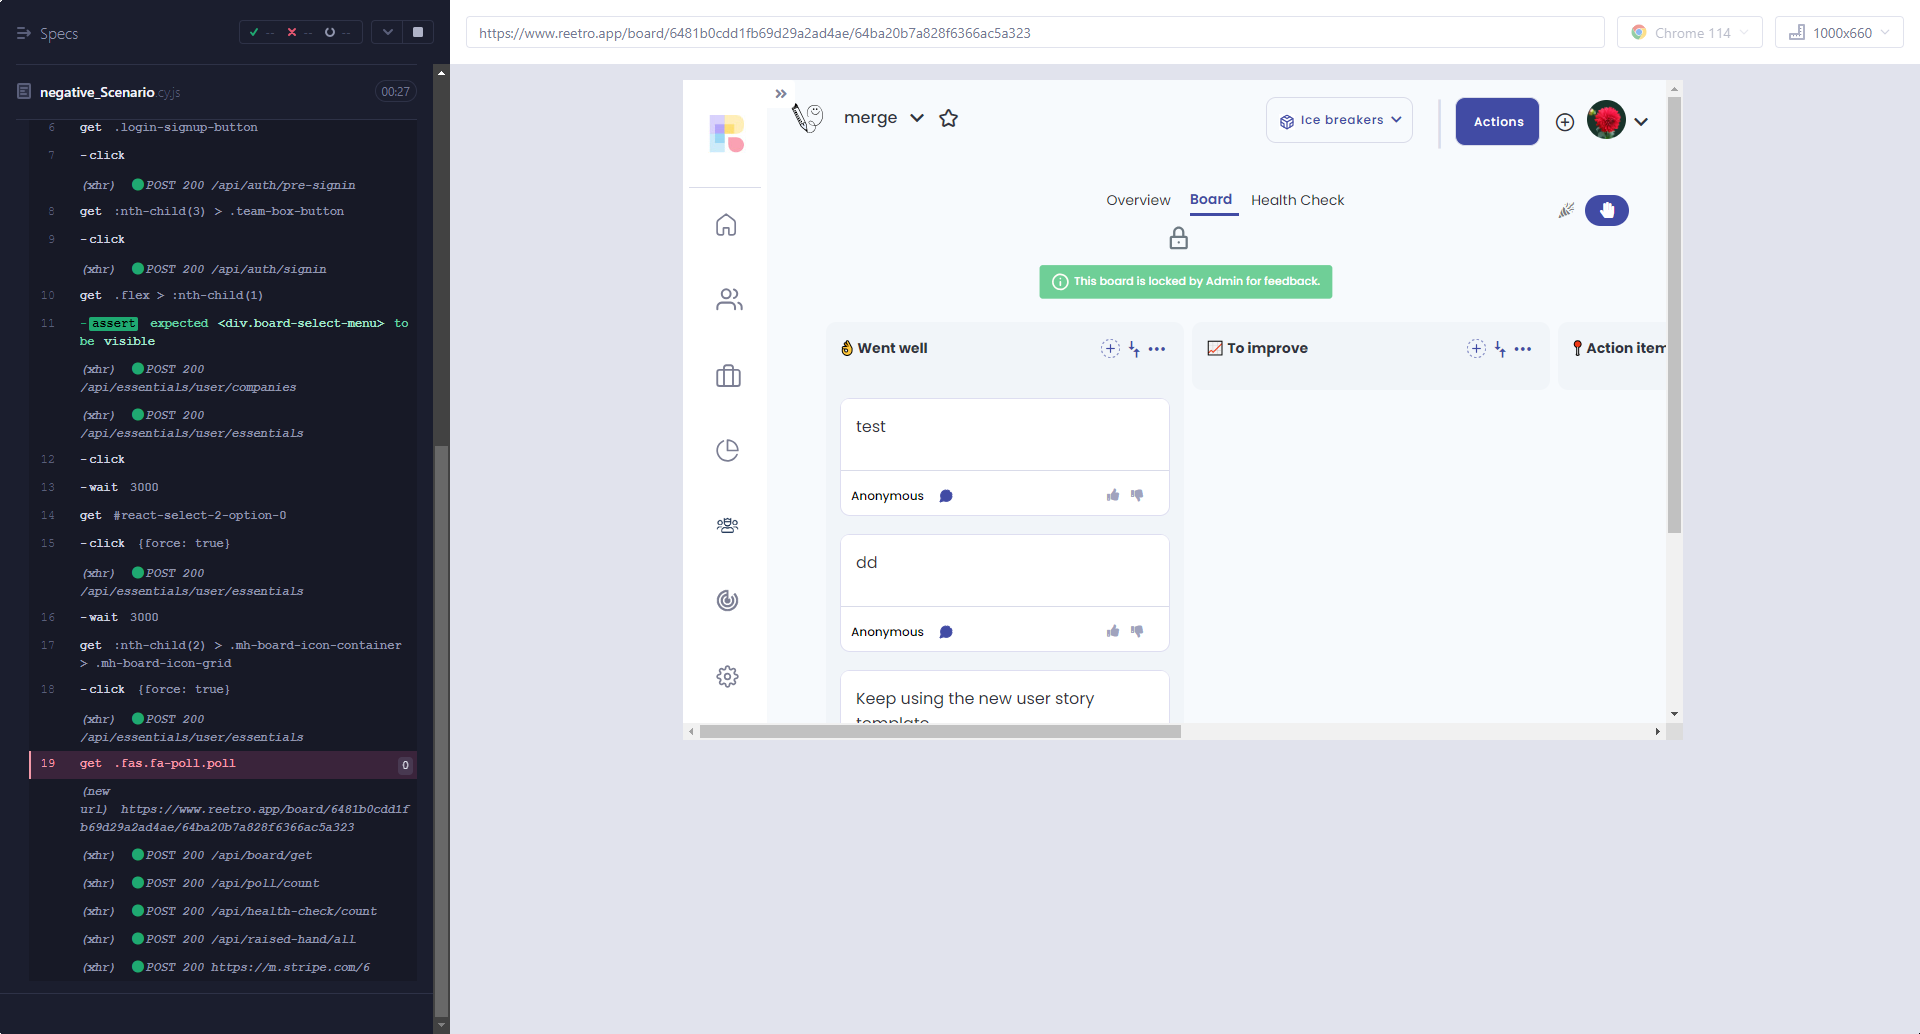 Specs
--
--
--
https://www.reetro.app/board/6481b0cdd1fb69d29a2ad4ae/64ba20b7a828f6366ac5a323
Chrome 114
1000x660
negative_Scenario.cy.js
00:27
6 get .login-signup-button
7 -click
(xhr) POST 200 /api/auth/pre-signin
8 get :nth-child(3) > .team-box-button
9 -click
(xhr) POST 200 /api/auth/signin
10 get .flex > :nth-child(1)
11 -assert expected <div.board-select-menu> to
be visible
(xhr) POST 200
/api/essentials/user/companies
(xhr) POST 200
/api/essentials/user/essentials
12 -click
13 -wait 3000
14 get #react-select-2-option-0
15 -click {force: true}
(xhr) POST 200
/api/essentials/user/essentials
16 -wait 3000
17 get :nth-child(2) > .mh-board-icon-container
> .mh-board-icon-grid
18 -click {force: true}
(xhr) POST 200
/api/essentials/user/essentials
19 get .fas.fa-poll.poll 0
(new
url) https://www.reetro.app/board/6481b0cdd1f
b69d29a2ad4ae/64ba20b7a828f6366ac5a323
(xhr) POST 200 /api/board/get
(xhr) POST 200 /api/poll/count
(xhr) POST 200 /api/health-check/count
(xhr) POST 200 /api/raised-hand/all
(xhr) POST 200 https://m.stripe.com/6
merge
Ice breakers
Actions
Overview
Board
Health Check
This board is locked by Admin for feedback.
Went well
To improve
Action item
test
Anonymous
dd
Anonymous
Keep using the new user story
template